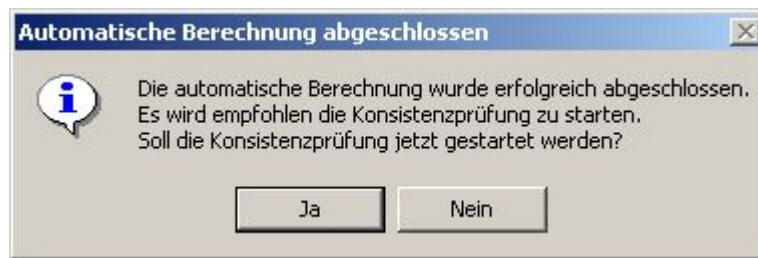 Automatische Berechnung abgeschlossen
Die automatische Berechnung wurde erfolgreich abgeschlossen.
Es wird empfohlen die Konsistenzprüfung zu starten.
Soll die Konsistenzprüfung jetzt gestartet werden?
Ja Nein